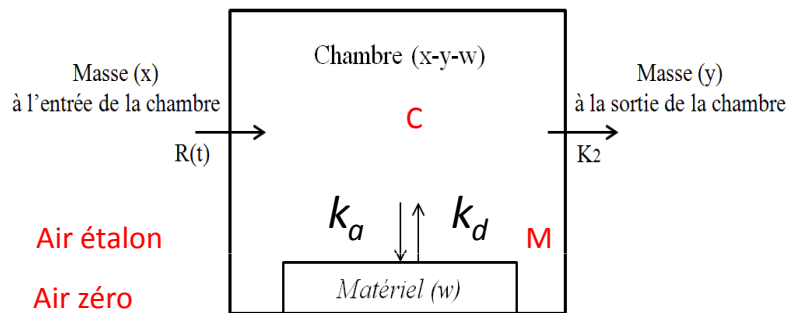 Chambre (x-y-w)
Masse (x)
à l'entrée de la chambre
R(t)
Masse (y)
à la sortie de la chambre
K2
C
ka
kd
M
Air étalon
Air zéro
Matériel (w)